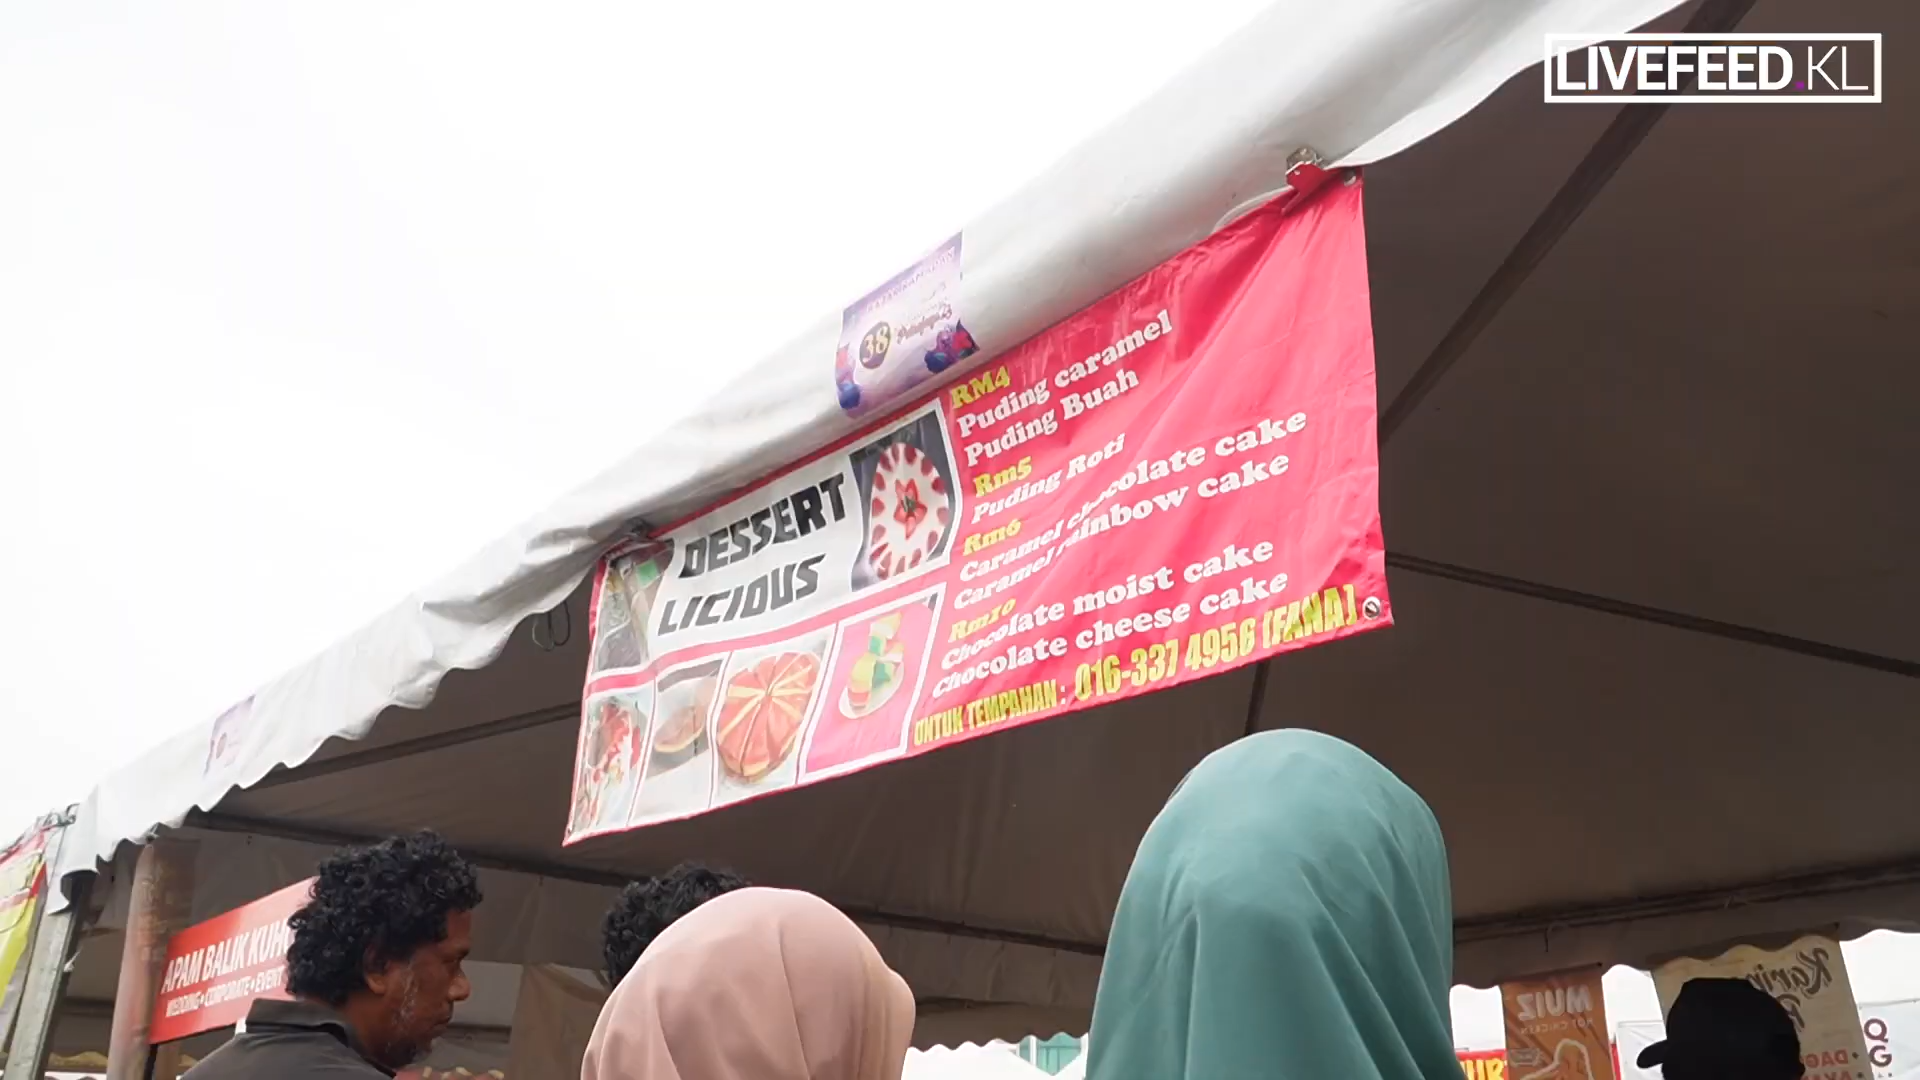 LIVEFEED.KL
38
DESSERT
LICIOUS
RM4
Puding caramel
Puding Buah
Rm5
Puding Roti
Rm6
Caramel chocolate cake
Caramel rainbow cake
Rm10
Chocolate moist cake
Chocolate cheese cake
UNTUK TEMPAHAN : 016-337 4956 (FANA)
APAM BALIK
WEDDING • CORPORATE • EVENT
MUIZ
HOT CHICKEN